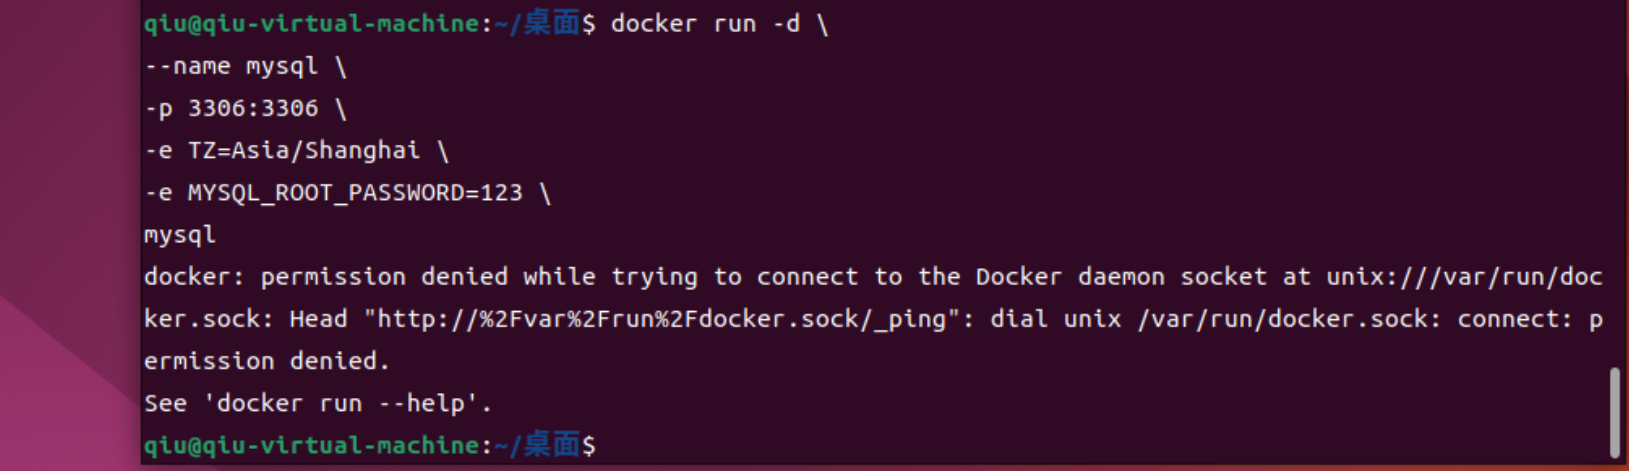 qiu@qiu-virtual-machine:~/桌面$ docker run -d \
--name mysql \
-p 3306:3306 \
-e TZ=Asia/Shanghai \
-e MYSQL_ROOT_PASSWORD=123 \
mysql
docker: permission denied while trying to connect to the Docker daemon socket at unix:///var/run/doc
ker.sock: Head "http://%2Fvar%2Frun%2Fdocker.sock/_ping": dial unix /var/run/docker.sock: connect: p
ermission denied.
See 'docker run --help'.
qiu@qiu-virtual-machine:~/桌面$